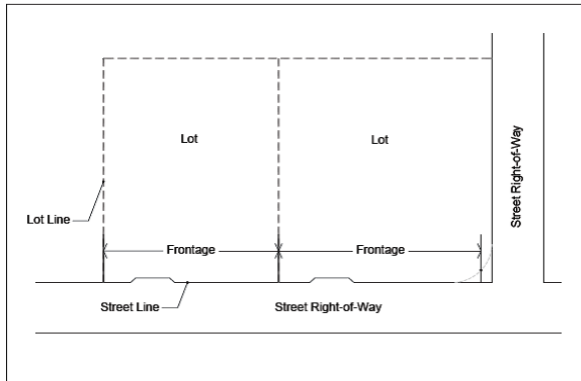 Lot
Lot
Street Right-of-Way
Lot Line
Frontage
Frontage
Street Line
Street Right-of-Way